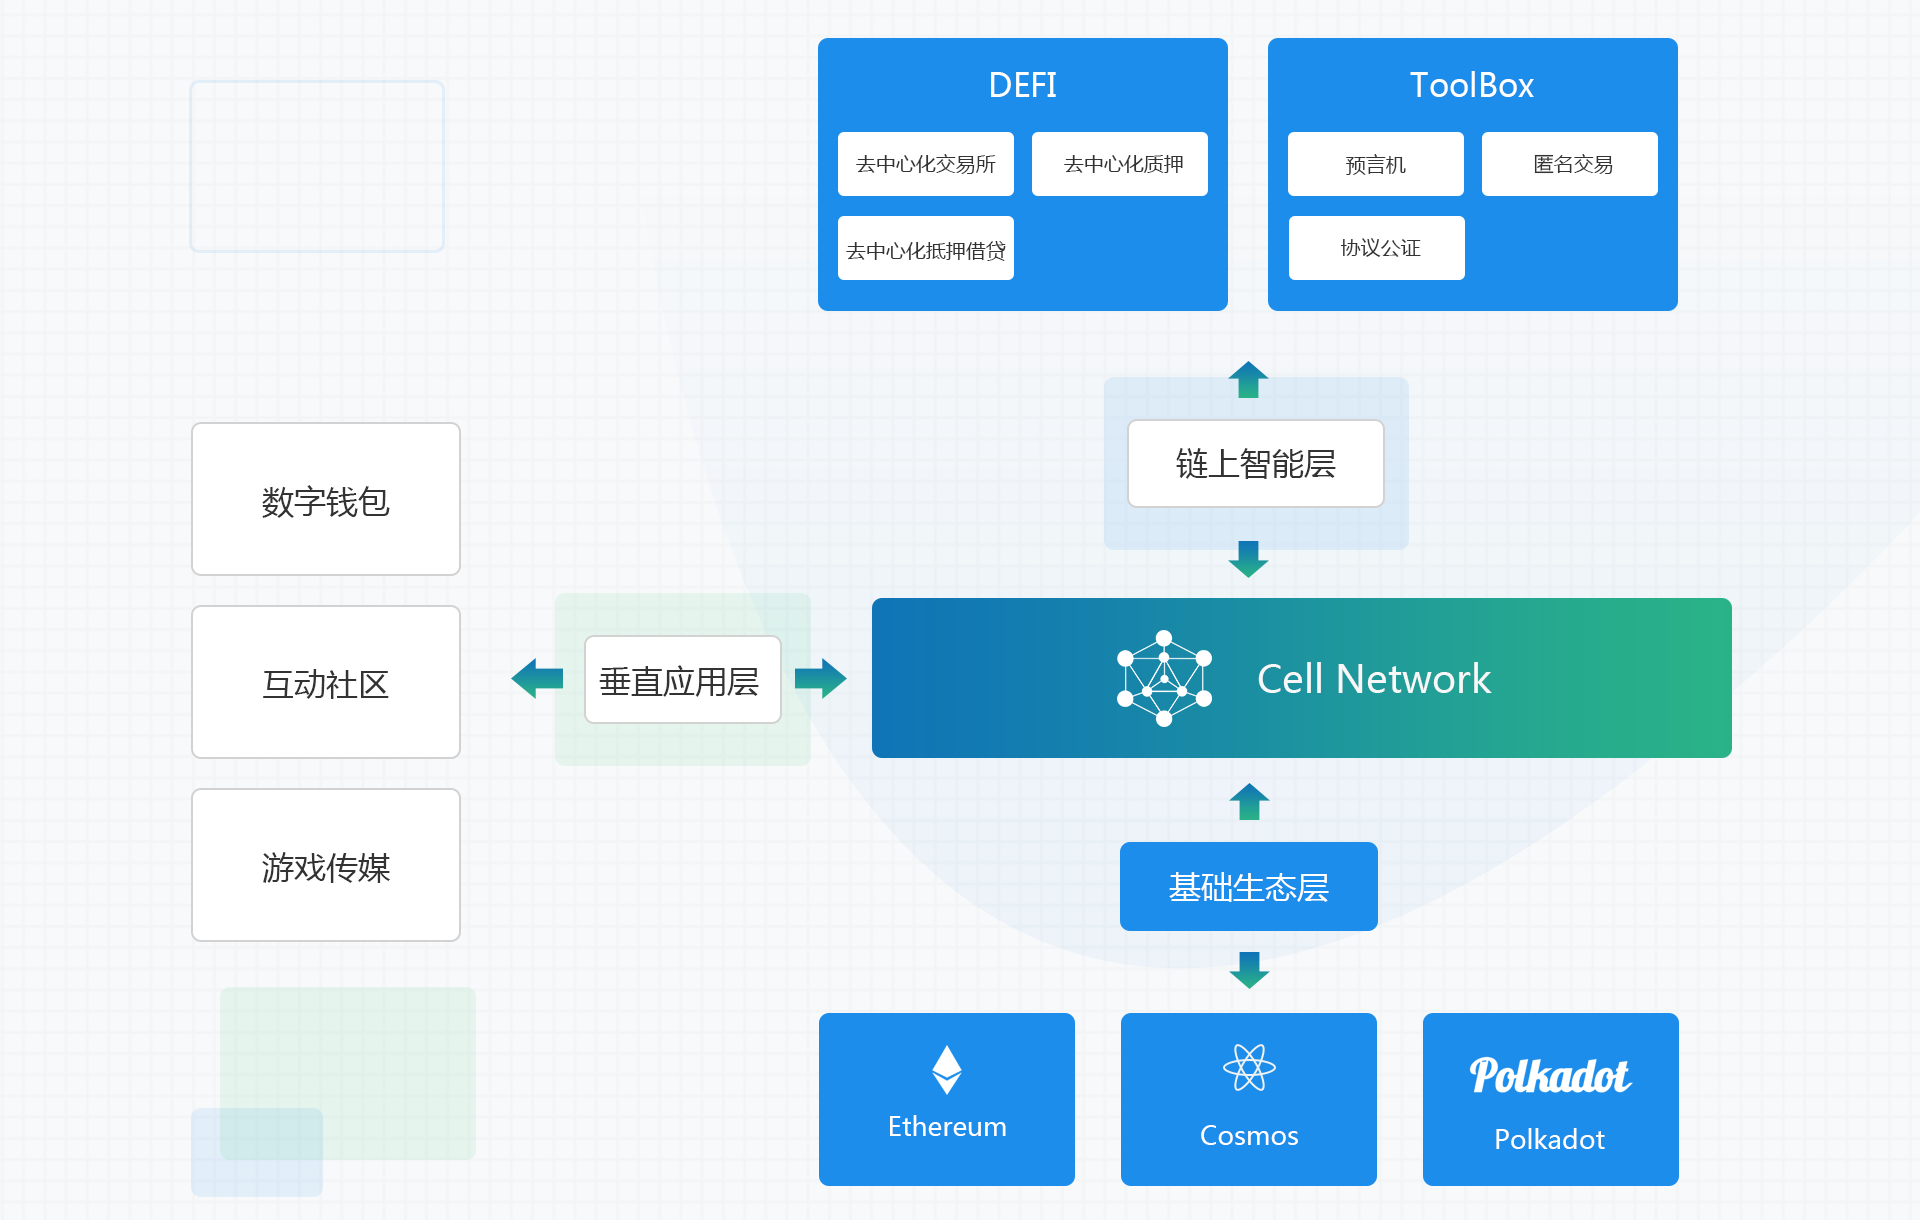 DEFI
去中心化交易所
去中心化质押
去中心化抵押借贷
ToolBox
预言机
匿名交易
协议公证
链上智能层
数字钱包
互动社区
游戏传媒
垂直应用层
Cell Network
基础生态层
Ethereum
Cosmos
Polkadot
Polkadot